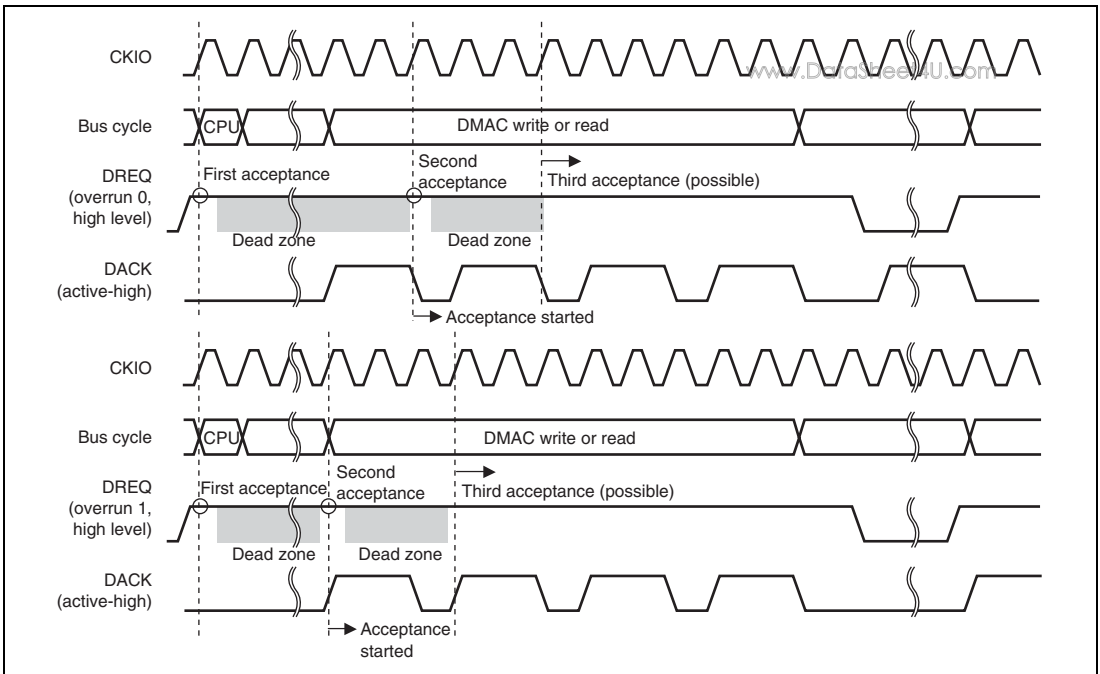 CKIO
www.DataSheet4U.com
Bus cycle
CPU
DMAC write or read
DREQ
(overrun 0,
high level)
First acceptance
Second
acceptance
Third acceptance (possible)
Dead zone
Dead zone
DACK
(active-high)
Acceptance started
CKIO
Bus cycle
CPU
DMAC write or read
DREQ
(overrun 1,
high level)
First acceptance
Second
acceptance
Third acceptance (possible)
Dead zone
Dead zone
DACK
(active-high)
Acceptance
started